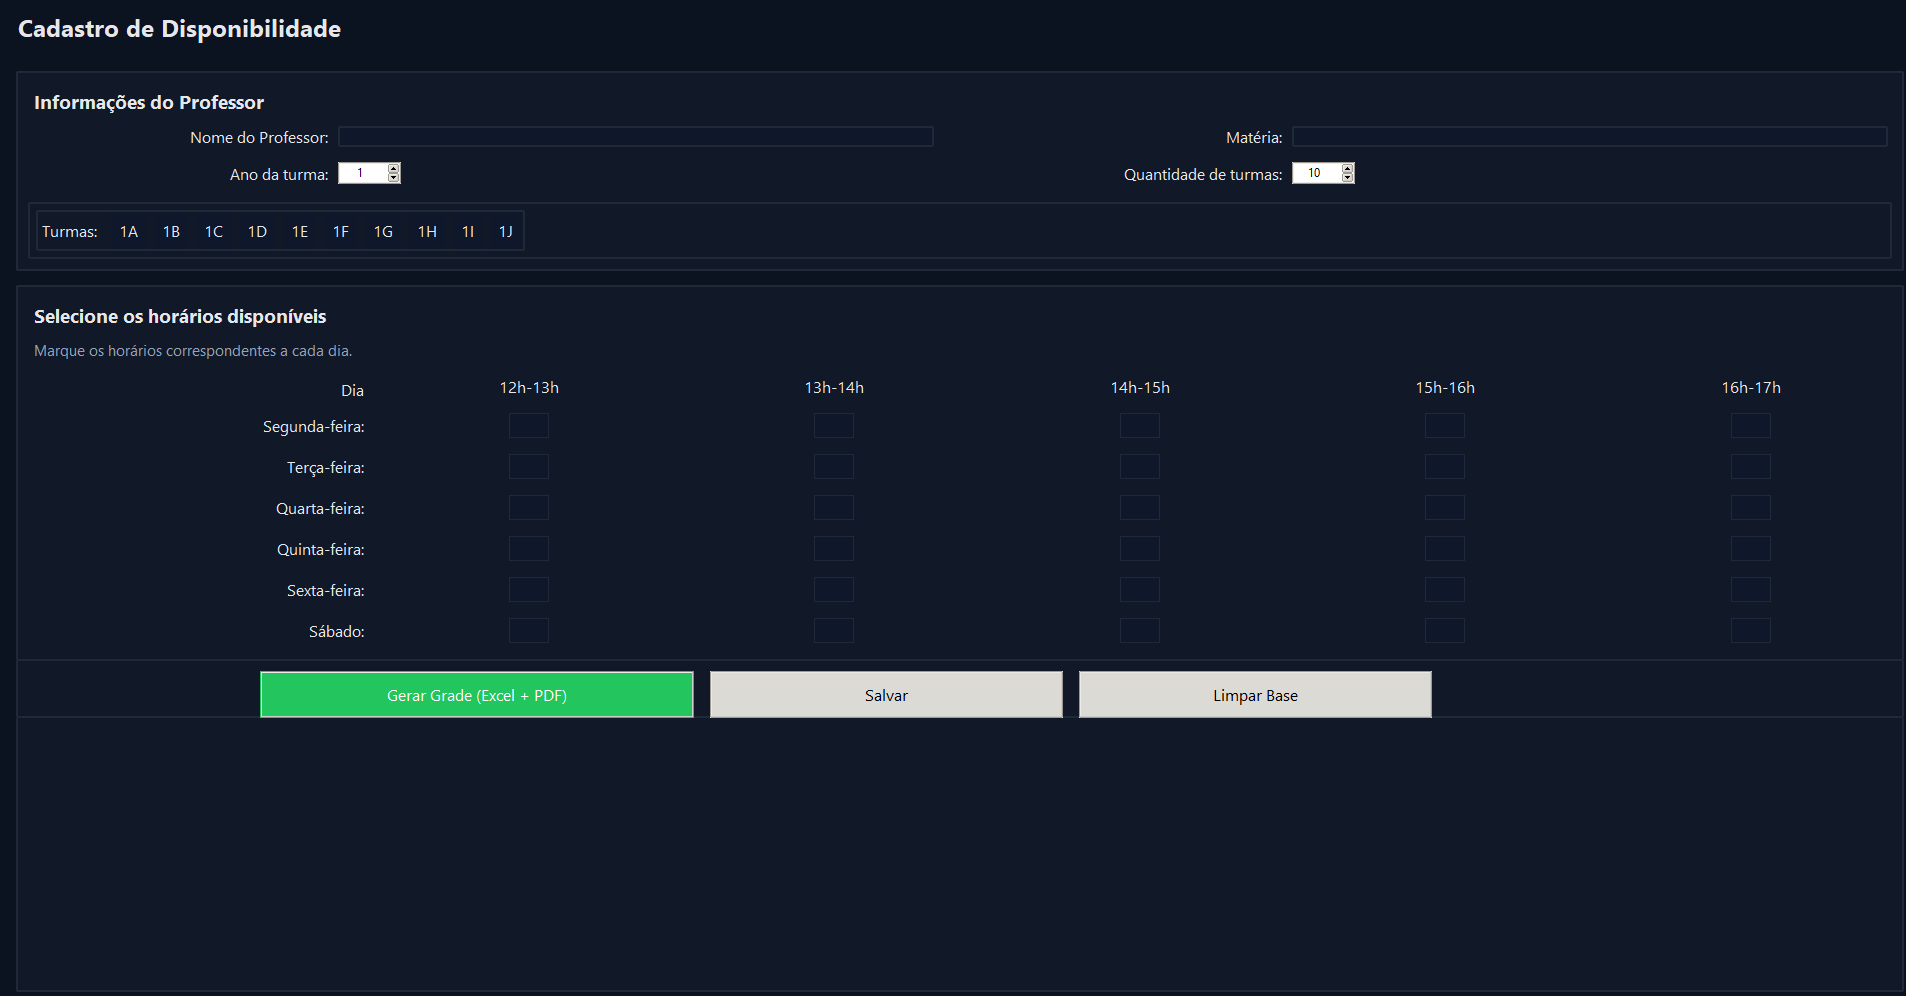 Cadastro de Disponibilidade
Informações do Professor
Nome do Professor: Matéria:
Ano da turma: 1 Quantidade de turmas: 10
Turmas: 1A 1B 1C 1D 1E 1F 1G 1H 1I 1J
Selecione os horários disponíveis
Marque os horários correspondentes a cada dia.
Dia 12h-13h 13h-14h 14h-15h 15h-16h 16h-17h
Segunda-feira:
Terça-feira:
Quarta-feira:
Quinta-feira:
Sexta-feira:
Sábado:
Gerar Grade (Excel + PDF) Salvar Limpar Base